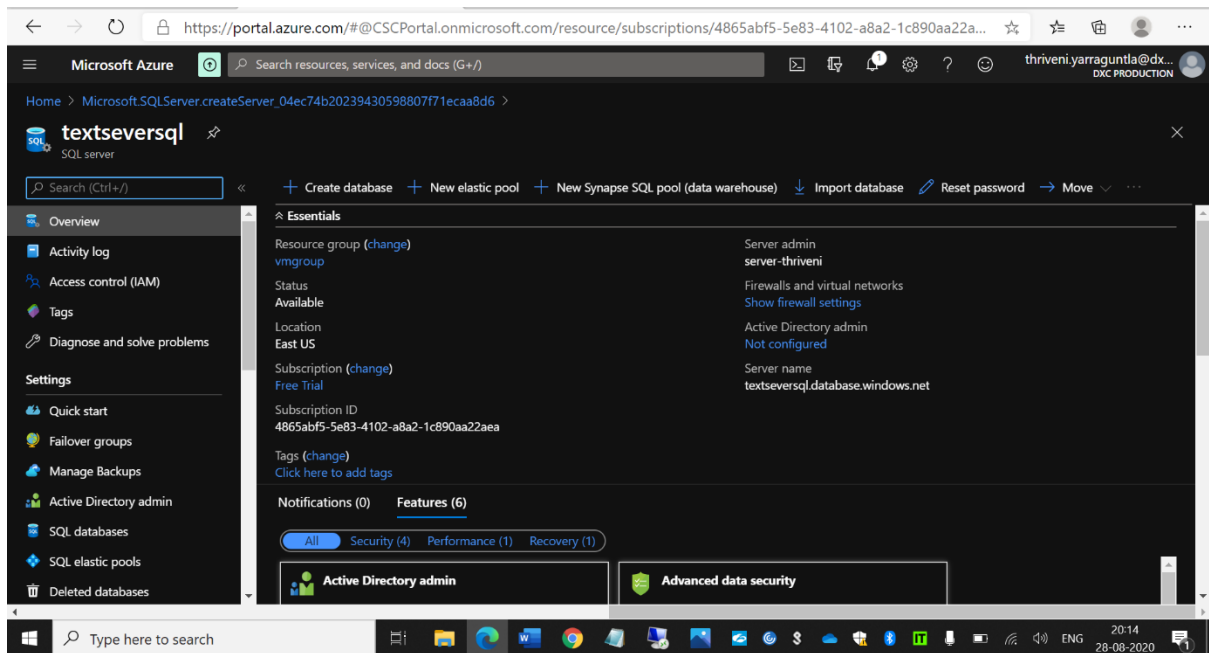 https://portal.azure.com/#@CSCPortal.onmicrosoft.com/resource/subscriptions/4865abf5-5e83-4102-a8a2-1c890aa22a...
Microsoft Azure
Search resources, services, and docs (G+/)
1
thriveni.yarraguntla@dx...
DXC PRODUCTION
Home > Microsoft.SQLServer.createServer_04ec74b20239430598807f71ecaa8d6 >
SQL
textseversql
SQL server
Search (Ctrl+/)
Create database
New elastic pool
New Synapse SQL pool (data warehouse)
Import database
Reset password
Move
Overview
Activity log
Access control (IAM)
Tags
Diagnose and solve problems
Settings
Quick start
Failover groups
Manage Backups
Active Directory admin
SQL databases
SQL elastic pools
Deleted databases
Essentials
Resource group (change)
vmgroup
Status
Available
Location
East US
Subscription (change)
Free Trial
Subscription ID
4865abf5-5e83-4102-a8a2-1c890aa22aea
Tags (change)
Click here to add tags
Server admin
server-thriveni
Firewalls and virtual networks
Show firewall settings
Active Directory admin
Not configured
Server name
textseversql.database.windows.net
Notifications (0)
Features (6)
All
Security (4)
Performance (1)
Recovery (1)
Active Directory admin
Advanced data security
Type here to search
ENG
20:14
28-08-2020
1